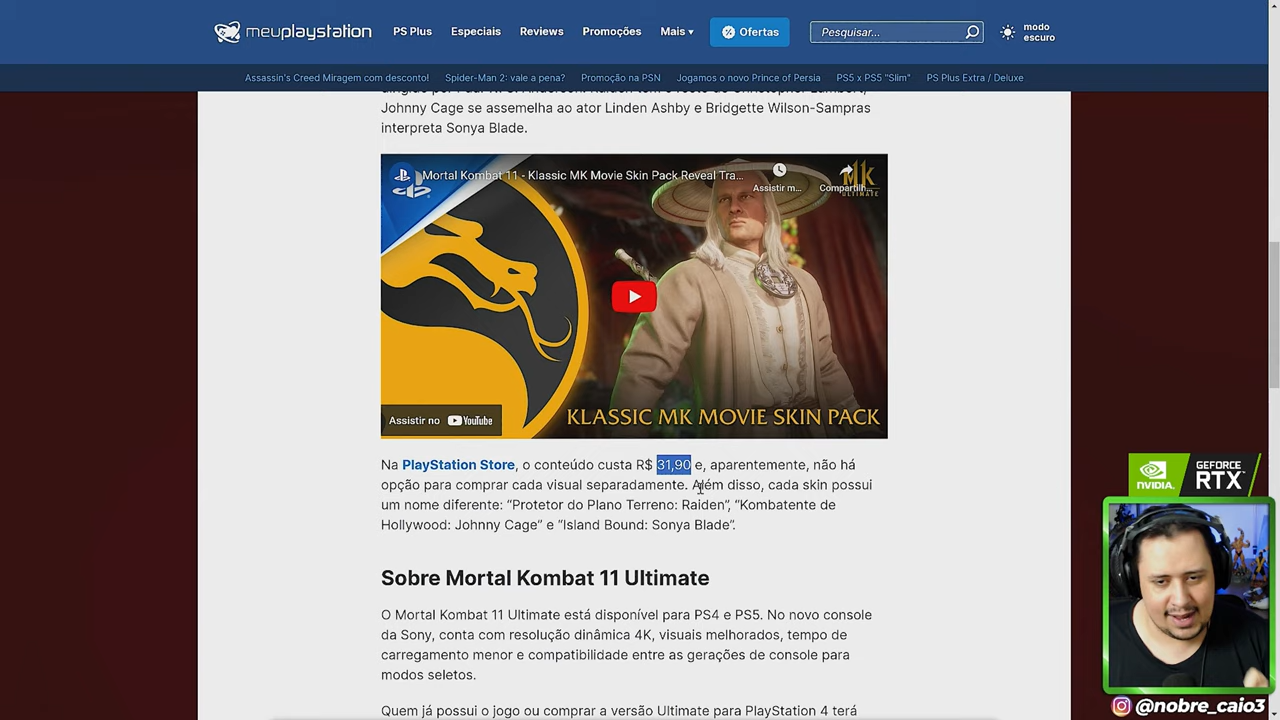 meuplaystation
PS Plus
Especiais
Reviews
Promoções
Mais
Ofertas
Pesquisar...
modo
escuro
Assassin's Creed Miragem com desconto!
Spider-Man 2: vale a pena?
Promoção na PSN
Jogamos o novo Prince of Persia
PS5 x PS5 "Slim"
PS Plus Extra / Deluxe
Johnny Cage se assemelha ao ator Linden Ashby e Bridgette Wilson-Sampras
interpreta Sonya Blade.
Mortal Kombat 11 - Klassic MK Movie Skin Pack Reveal Tra...
Assistir m...
Compartilh...
MK
ULTIMATE
KLASSIC MK MOVIE SKIN PACK
Assistir no YouTube
Na PlayStation Store, o conteúdo custa R$ 31,90 e, aparentemente, não há
opção para comprar cada visual separadamente. Além disso, cada skin possui
um nome diferente: “Protetor do Plano Terreno: Raiden”, “Kombatente de
Hollywood: Johnny Cage” e “Island Bound: Sonya Blade”.
Sobre Mortal Kombat 11 Ultimate
O Mortal Kombat 11 Ultimate está disponível para PS4 e PS5. No novo console
da Sony, conta com resolução dinâmica 4K, visuais melhorados, tempo de
carregamento menor e compatibilidade entre as gerações de console para
modos seletos.
Quem já possui o jogo ou comprar a versão Ultimate para PlayStation 4 terá
NVIDIA.
GEFORCE
RTX
@nobre_caio3